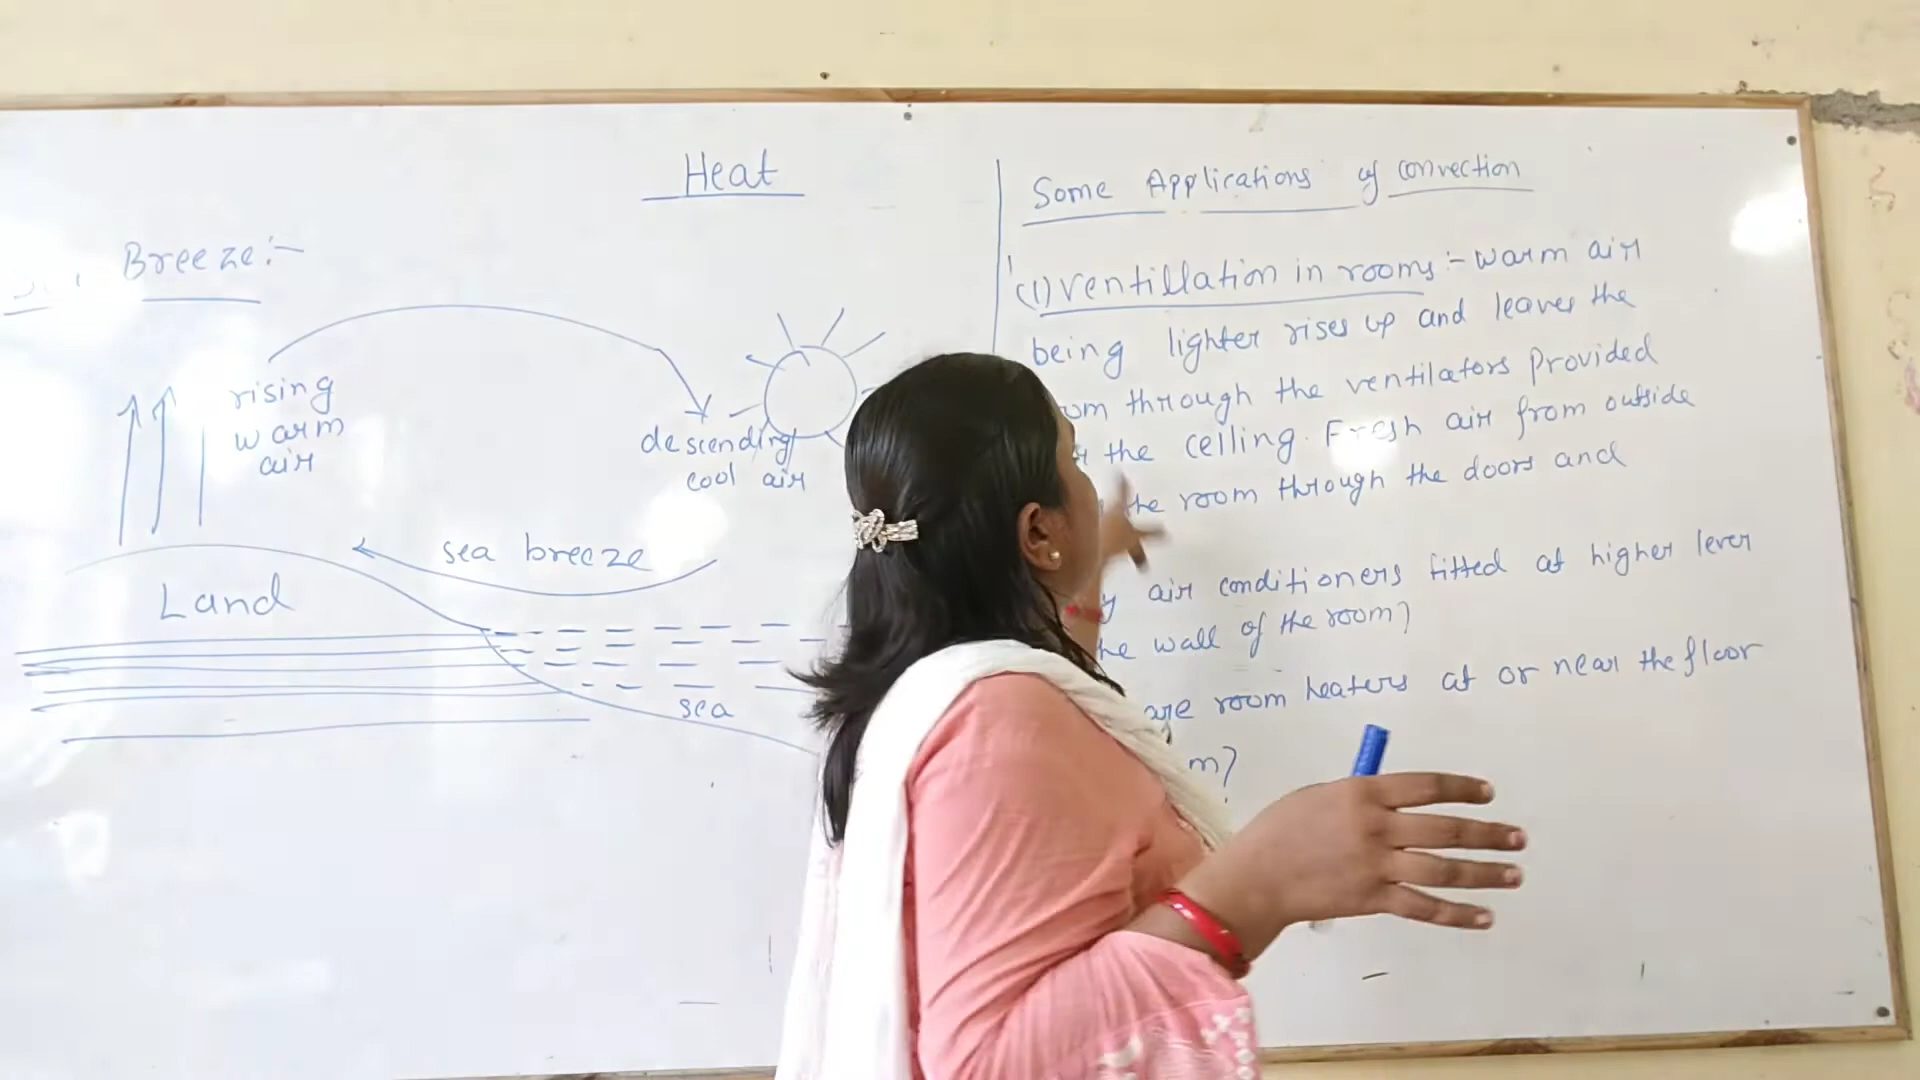 Heat
Breeze:-
rising
warm
air
descending
cool air
sea breeze
Land
sea
Some Applications of convection
(1) ventillation in rooms :- warm air
being lighter rises up and leaves the
through the ventilators provided
the celling. Fresh air from outside
the room through the doors and
air conditioners fitted at higher lever
the wall of the room?
are room heaters at or near the floor